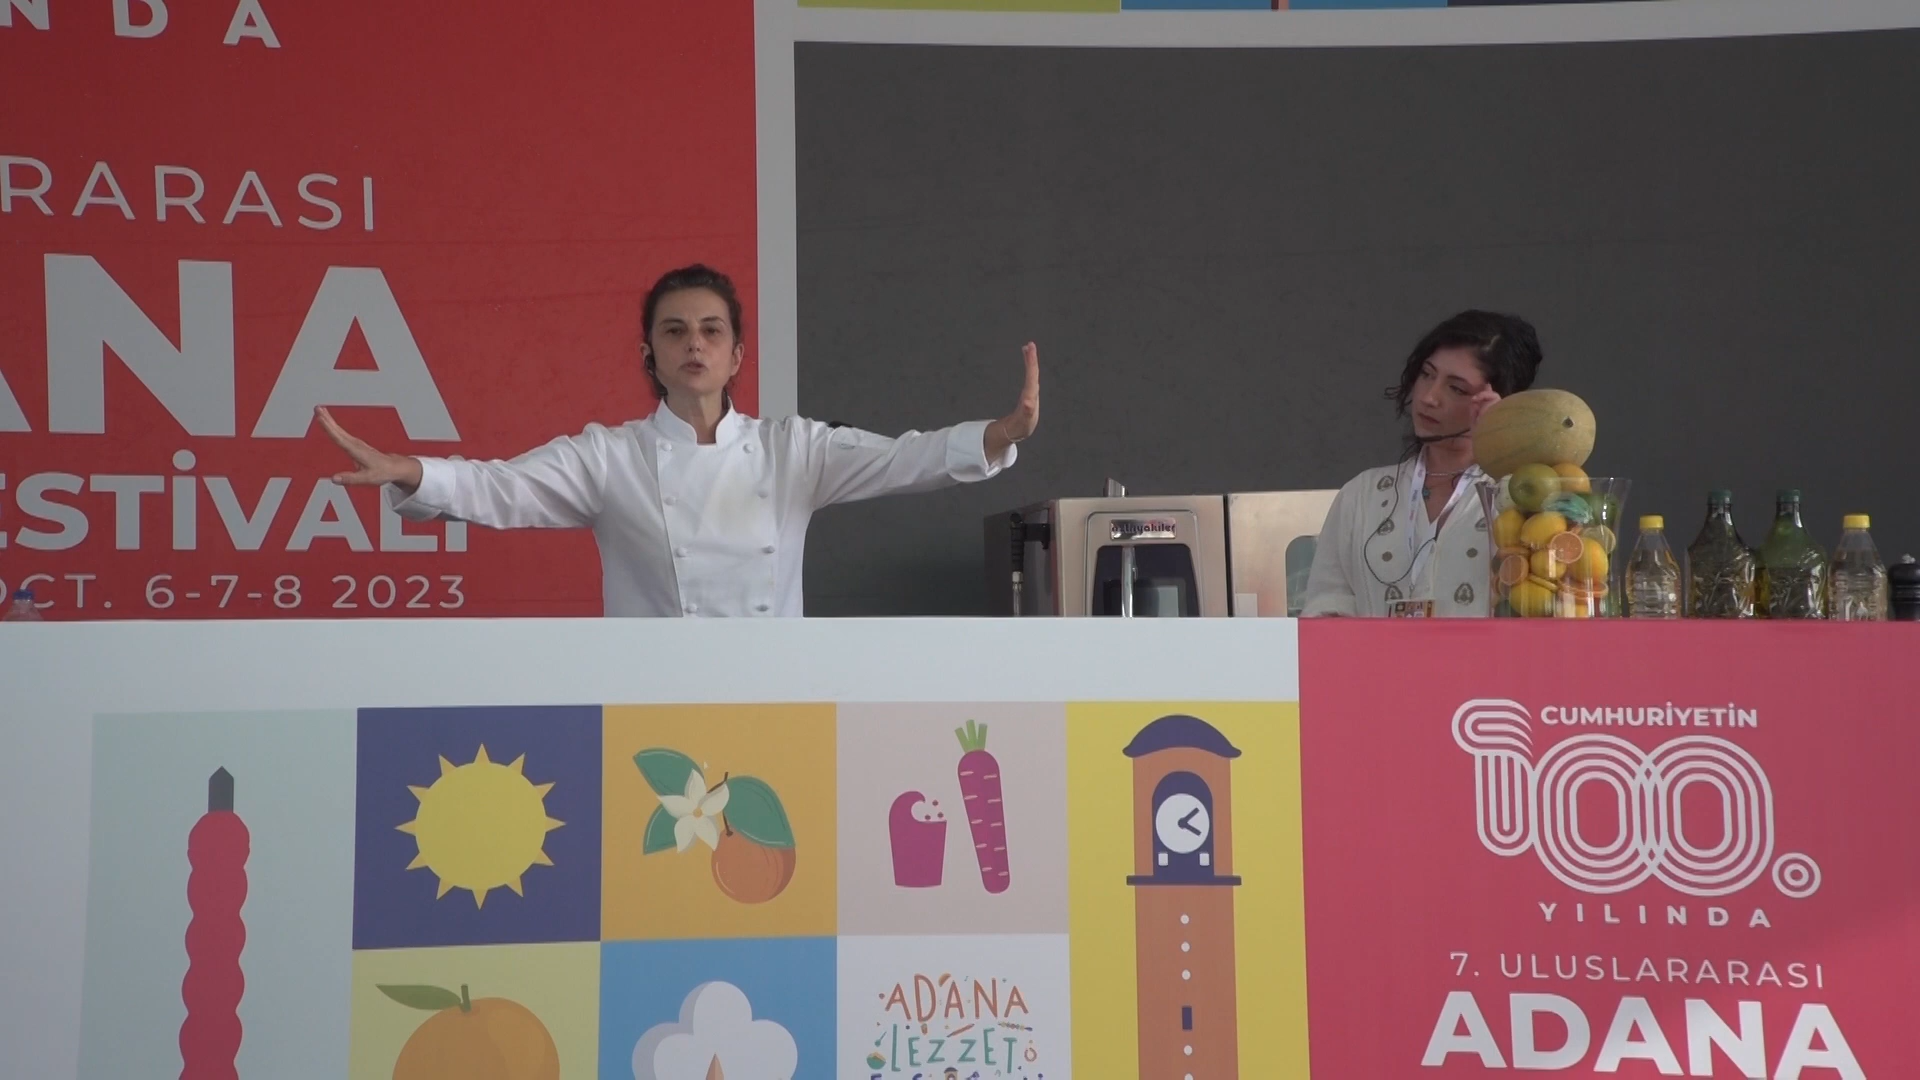 NDA
RARASI
ANA
ESTİVALİ
OCT. 6-7-8 2023
öztiryakiler
CUMHURİYETİN
100.
YILINDA
7. ULUSLARARASI
ADANA
ADANA
LEZZET